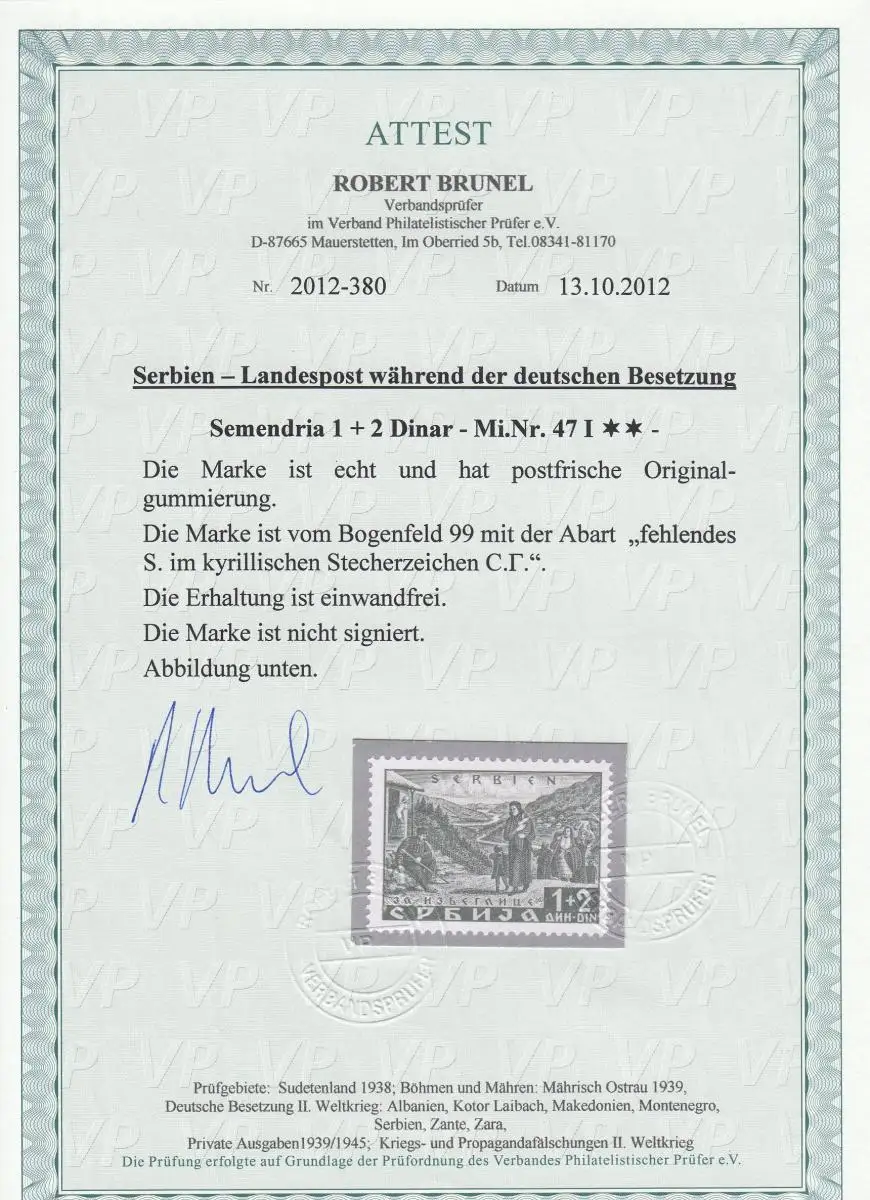 ATTEST
ROBERT BRUNEL
Verbandsprüfer
im Verband Philatelistischer Prüfer e.V.
D-87665 Mauerstetten, Im Oberried 5b, Tel.08341-81170
Nr. 2012-380 Datum 13.10.2012
Serbien – Landespost während der deutschen Besetzung
Semendria 1 + 2 Dinar - Mi.Nr. 47 I ✶✶ -
Die Marke ist echt und hat postfrische Original-
gummierung.
Die Marke ist vom Bogenfeld 99 mit der Abart „fehlendes
S. im kyrillischen Stecherzeichen С.Г.“.
Die Erhaltung ist einwandfrei.
Die Marke ist nicht signiert.
Abbildung unten.
SERBIEN
ЗА ИЗБЕГЛИЦЕ
СРБИЈА
1+2
ДИН-DIN
BRUNEL
VERBANDSPRÜFER
VP
Prüfgebiete: Sudetenland 1938; Böhmen und Mähren: Mährisch Ostrau 1939,
Deutsche Besetzung II. Weltkrieg: Albanien, Kotor Laibach, Makedonien, Montenegro,
Serbien, Zante, Zara,
Private Ausgaben1939/1945; Kriegs- und Propagandafälschungen II. Weltkrieg
Die Prüfung erfolgte auf Grundlage der Prüfordnung des Verbandes Philatelistischer Prüfer e.V.